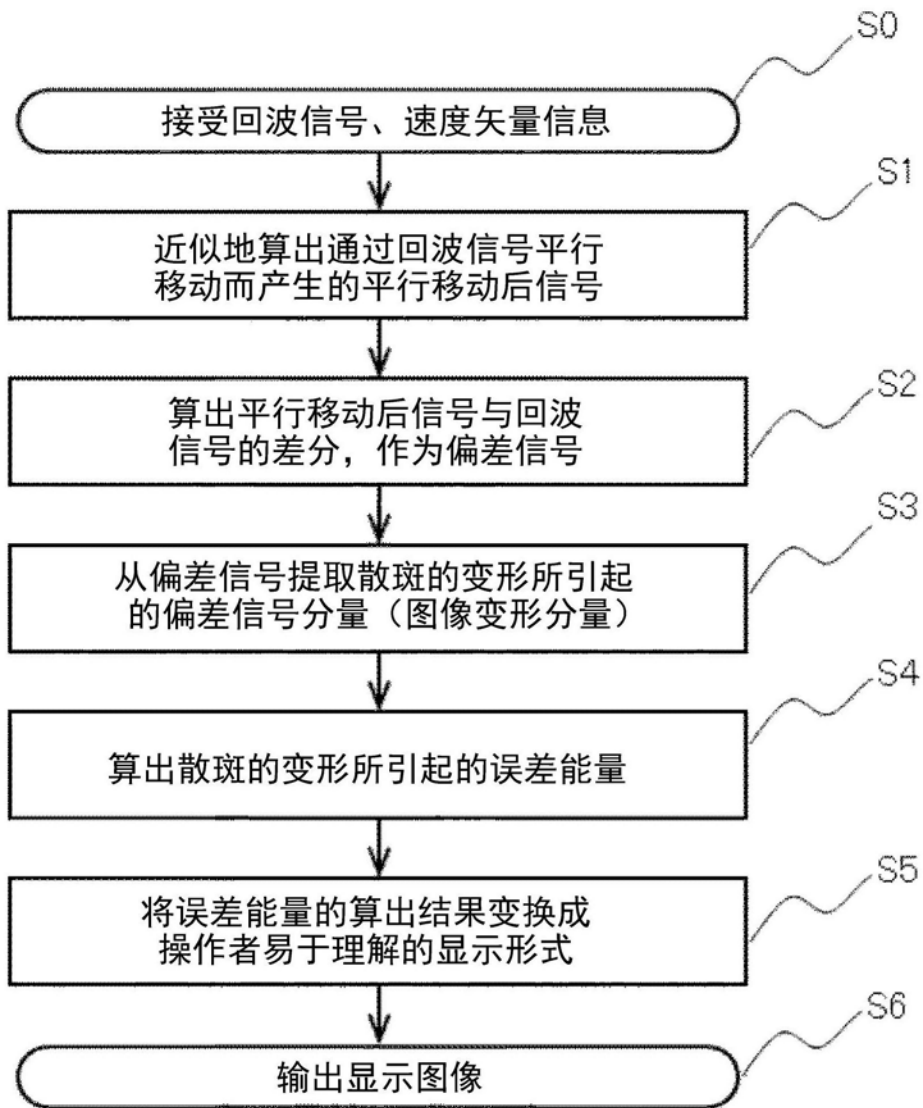 S0
接受回波信号、速度矢量信息
S1
近似地算出通过回波信号平行
移动而产生的平行移动后信号
S2
算出平行移动后信号与回波
信号的差分，作为偏差信号
S3
从偏差信号提取散斑的变形所引起
的偏差信号分量（图像变形分量）
S4
算出散斑的变形所引起的误差能量
S5
将误差能量的算出结果变换成
操作者易于理解的显示形式
S6
输出显示图像